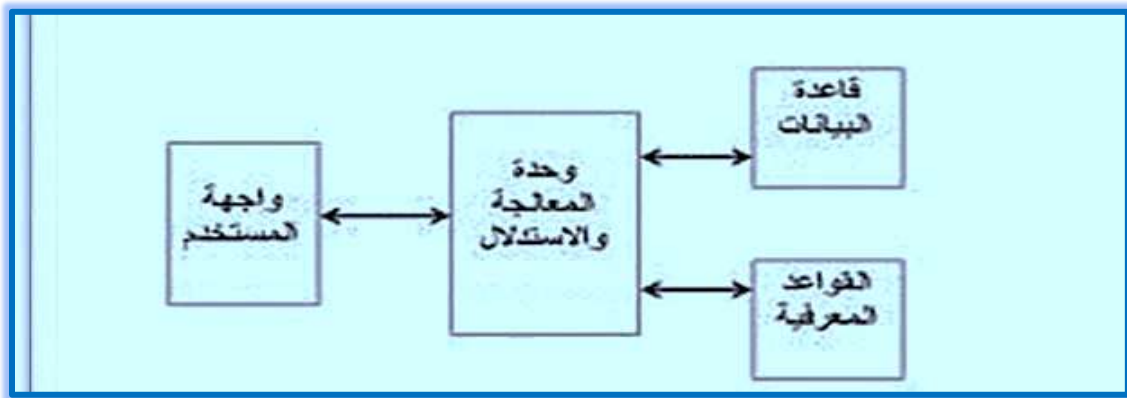 قاعدة
البيانات
وحدة
المعالجة
والاستدلال
واجهة
المستخدم
القواعد
المعرفية